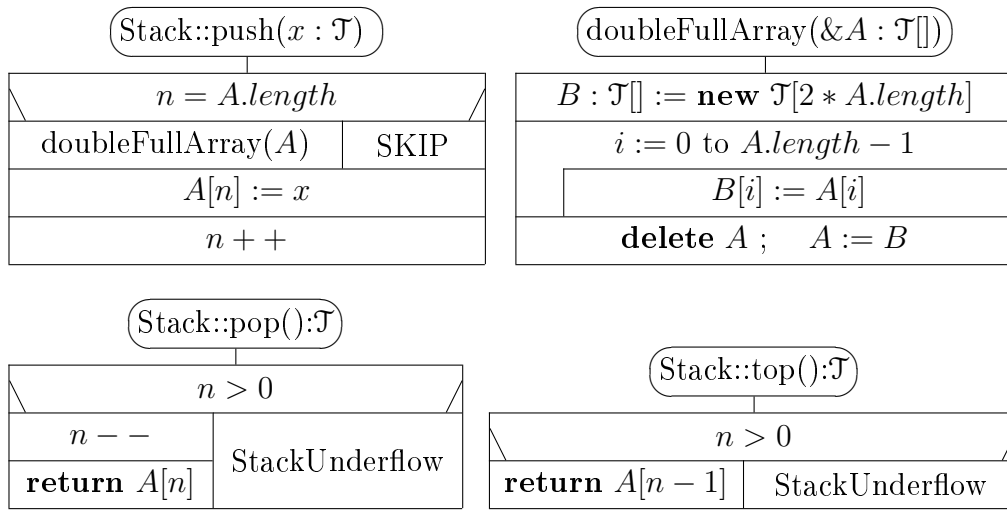 Stack::push(x : 𝒯)
n = A.length
doubleFullArray(A) SKIP
A[n] := x
n + +
doubleFullArray(&A : 𝒯[])
B : 𝒯[] := new 𝒯[2 ∗ A.length]
i := 0 to A.length − 1
B[i] := A[i]
delete A ; A := B
Stack::pop():𝒯
n > 0
n − −
return A[n]
StackUnderflow
Stack::top():𝒯
n > 0
return A[n − 1] StackUnderflow